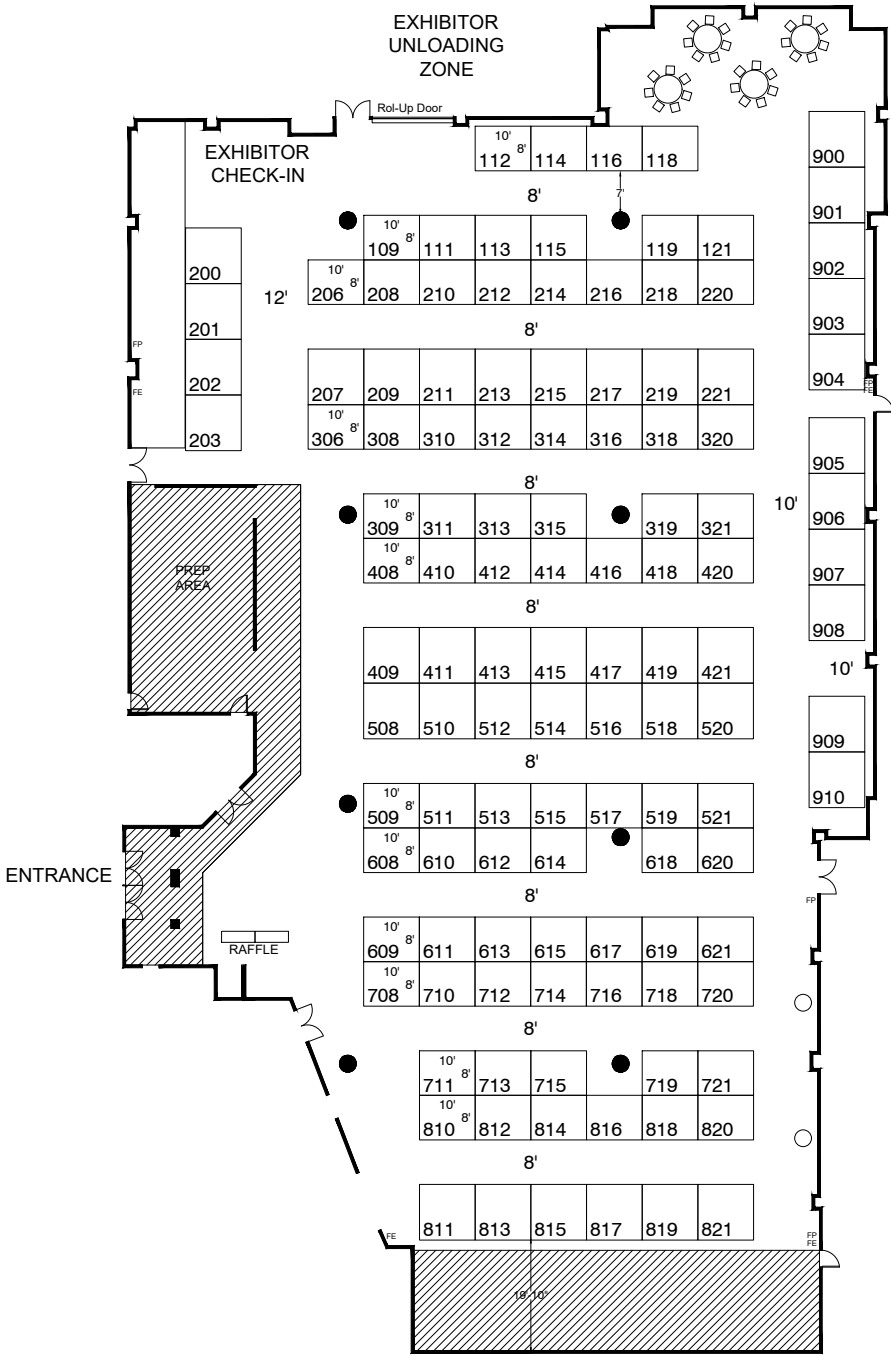 EXHIBITOR
UNLOADING
ZONE
Rol-Up Door
EXHIBITOR
CHECK-IN
10'
8'
112 114 116 118
8'
7'
900
901
902
903
904
10'
8'
109 111 113 115 119 121
10'
8'
206 208 210 212 214 216 218 220
12'
200
201
202
203
FP
FE
8'
207 209 211 213 215 217 219 221
10'
8'
306 308 310 312 314 316 318 320
FP
FE
8'
10'
905
906
907
908
10'
8'
309 311 313 315 319 321
10'
8'
408 410 412 414 416 418 420
PREP
AREA
8'
409 411 413 415 417 419 421
508 510 512 514 516 518 520
10'
909
910
8'
10'
8'
509 511 513 515 517 519 521
10'
8'
608 610 612 614 618 620
ENTRANCE
8'
FP
10'
8'
609 611 613 615 617 619 621
RAFFLE
10'
8'
708 710 712 714 716 718 720
8'
10'
8'
711 713 715 719 721
10'
8'
810 812 814 816 818 820
8'
811 813 815 817 819 821
FE
FP
FE
19' 10"